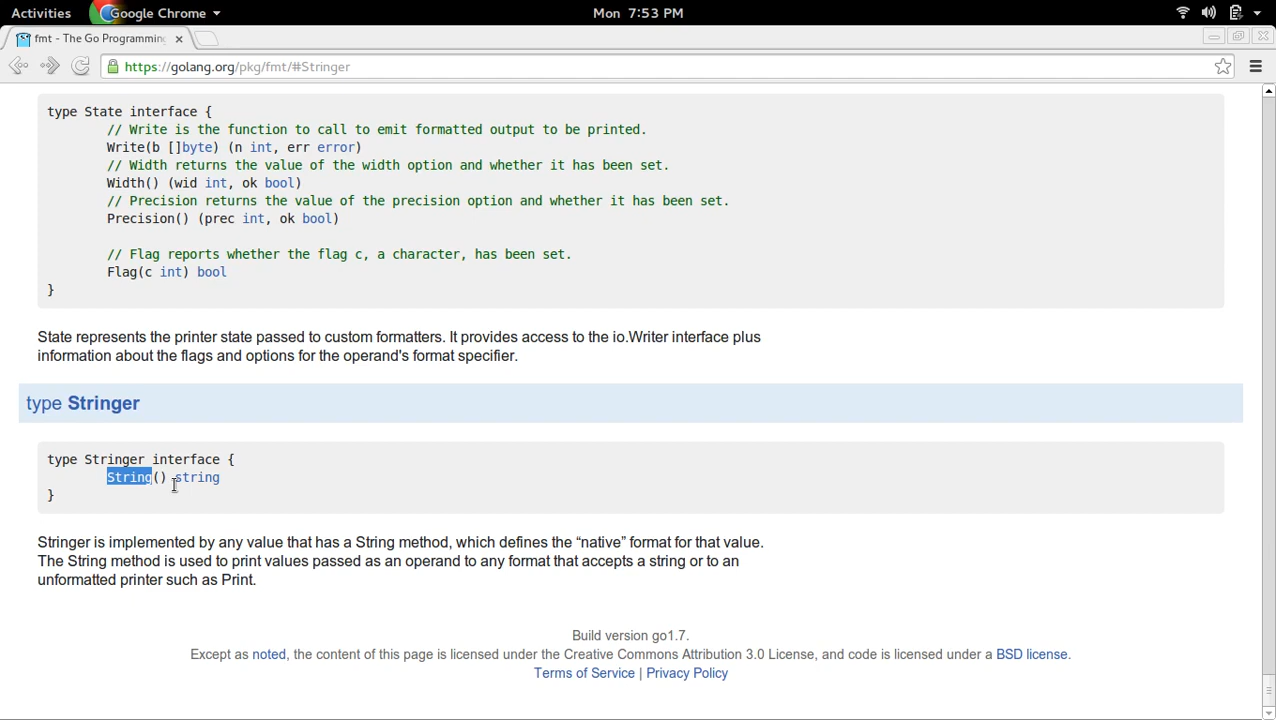 Activities Google Chrome Mon 7:53 PM
fmt - The Go Programmin
https://golang.org/pkg/fmt/#Stringer
type State interface {
// Write is the function to call to emit formatted output to be printed.
Write(b []byte) (n int, err error)
// Width returns the value of the width option and whether it has been set.
Width() (wid int, ok bool)
// Precision returns the value of the precision option and whether it has been set.
Precision() (prec int, ok bool)
// Flag reports whether the flag c, a character, has been set.
Flag(c int) bool
}
State represents the printer state passed to custom formatters. It provides access to the io.Writer interface plus
information about the flags and options for the operand's format specifier.
type Stringer
type Stringer interface {
String() string
}
Stringer is implemented by any value that has a String method, which defines the “native” format for that value.
The String method is used to print values passed as an operand to any format that accepts a string or to an
unformatted printer such as Print.
Build version go1.7.
Except as noted, the content of this page is licensed under the Creative Commons Attribution 3.0 License, and code is licensed under a BSD license.
Terms of Service | Privacy Policy